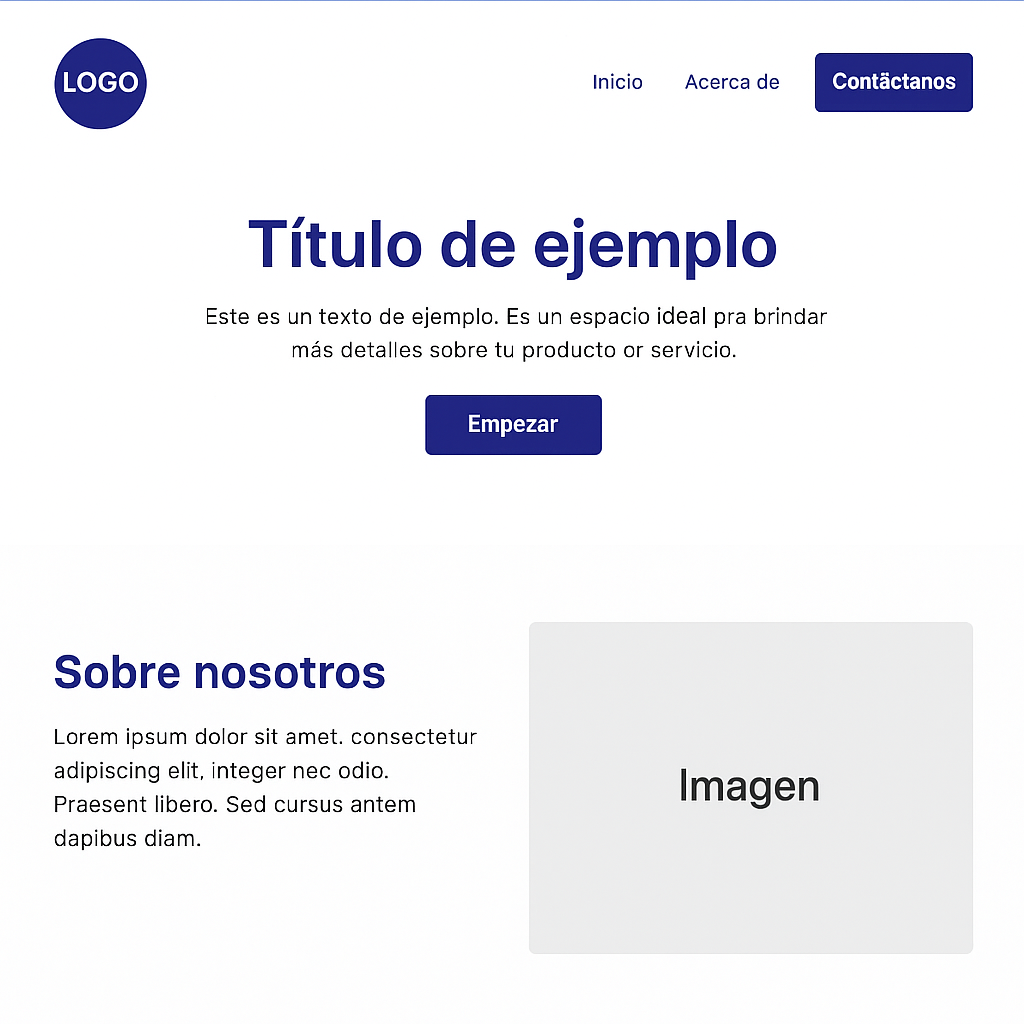 LOGO
Inicio
Acerca de
Contäctanos
Título de ejemplo
Este es un texto de ejemplo. Es un espacio ideal pra brindar
más detalles sobre tu producto or servicio.
Empezar
Sobre nosotros
Lorem ipsum dolor sit amet. consectetur
adipiscing elit, integer nec odio.
Praesent libero. Sed cursus antem
dapibus diam.
Imagen